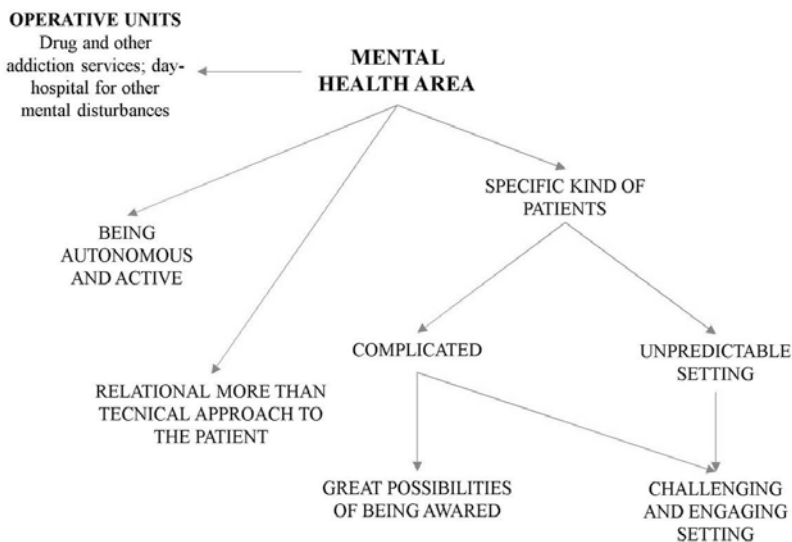 OPERATIVE UNITS
Drug and other
addiction services; day-
hospital for other
mental disturbances
MENTAL
HEALTH AREA
SPECIFIC KIND OF
PATIENTS
BEING
AUTONOMOUS
AND ACTIVE
COMPLICATED
UNPREDICTABLE
SETTING
RELATIONAL MORE THAN
TECNICAL APPROACH TO
THE PATIENT
GREAT POSSIBILITIES
OF BEING AWARED
CHALLENGING
AND ENGAGING
SETTING